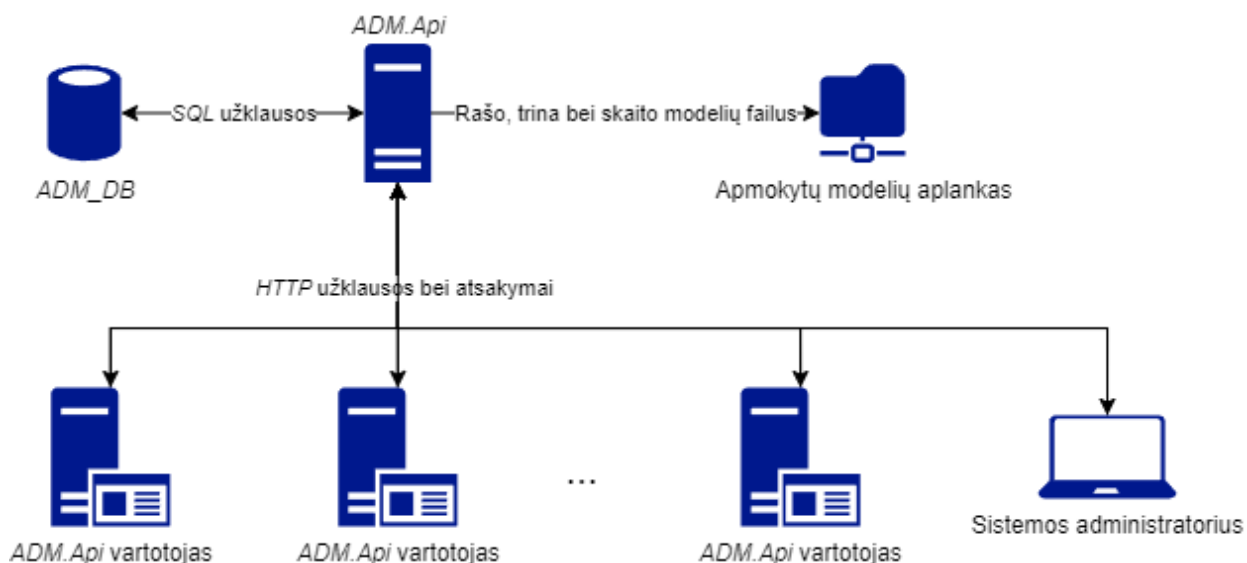 ADM.Api
SQL užklausos
Rašo, trina bei skaito modelių failus
ADM_DB
Apmokytų modelių aplankas
HTTP užklausos bei atsakymai
...
Sistemos administratorius
ADM.Api vartotojas
ADM.Api vartotojas
ADM.Api vartotojas